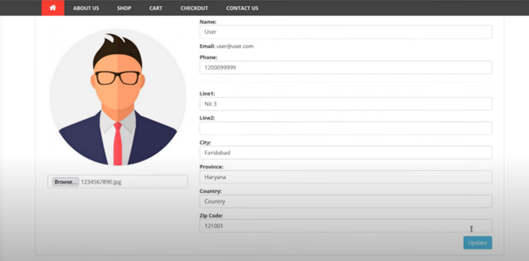 ABOUT US SHOP CART CHECKOUT CONTACT US
Name:
User
Email: user@user.com
Phone:
1200099999
Line1:
Nit 3
Line2:
City:
Faridabad
Browse... 1234567890.jpg
Province:
Haryana
Country:
Country
Zip Code:
121001
Update